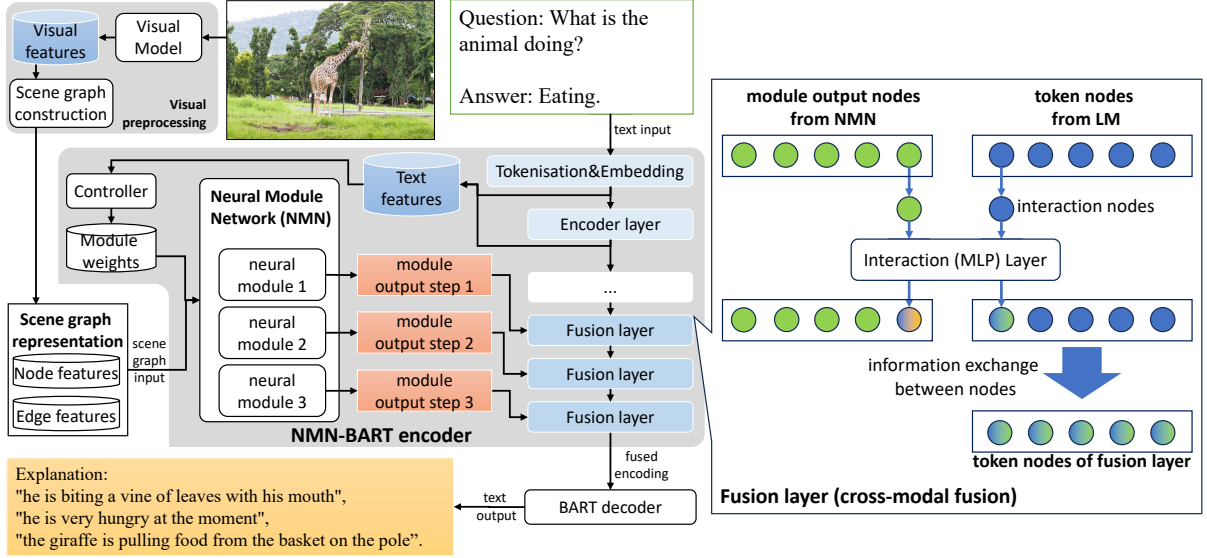 Visual
features
Visual
Model
Scene graph
construction
Visual
preprocessing
Question: What is the
animal doing?
Answer: Eating.
text input
Tokenisation&Embedding
Encoder layer
...
Fusion layer
Fusion layer
Fusion layer
Text
features
Controller
Module
weights
Neural Module
Network (NMN)
neural
module 1
neural
module 2
neural
module 3
module
output step 1
module
output step 2
module
output step 3
Scene graph
representation
Node features
Edge features
scene
graph
input
NMN-BART encoder
fused
encoding
BART decoder
text
output
Explanation:
"he is biting a vine of leaves with his mouth",
"he is very hungry at the moment",
"the giraffe is pulling food from the basket on the pole”.
module output nodes
from NMN
token nodes
from LM
interaction nodes
Interaction (MLP) Layer
information exchange
between nodes
token nodes of fusion layer
Fusion layer (cross-modal fusion)